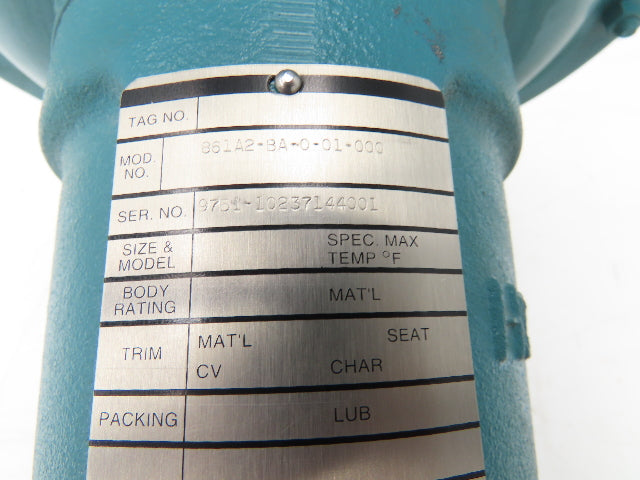 TAG NO.
MOD. NO. 861A2-BA-0-01-000
SER. NO. 9751-10237144001
SIZE & MODEL SPEC. MAX TEMP °F
BODY RATING MAT'L
TRIM MAT'L SEAT
CV CHAR
PACKING LUB
H